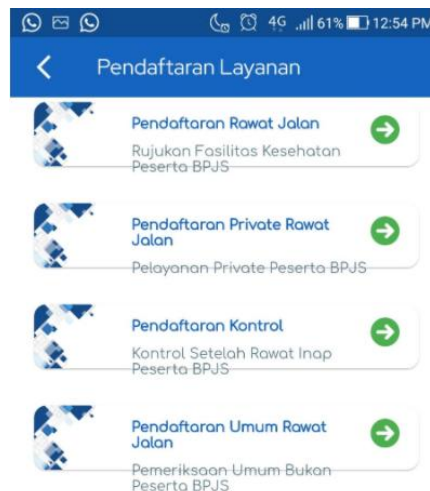 4G 61% 12:54 PM
Pendaftaran Layanan
Pendaftaran Rawat Jalan
Rujukan Fasilitas Kesehatan
Peserta BPJS
Pendaftaran Private Rawat
Jalan
Pelayanan Private Peserta BPJS
Pendaftaran Kontrol
Kontrol Setelah Rawat Inap
Peserta BPJS
Pendaftaran Umum Rawat
Jalan
Pemeriksaan Umum Bukan
Peserta BPJS